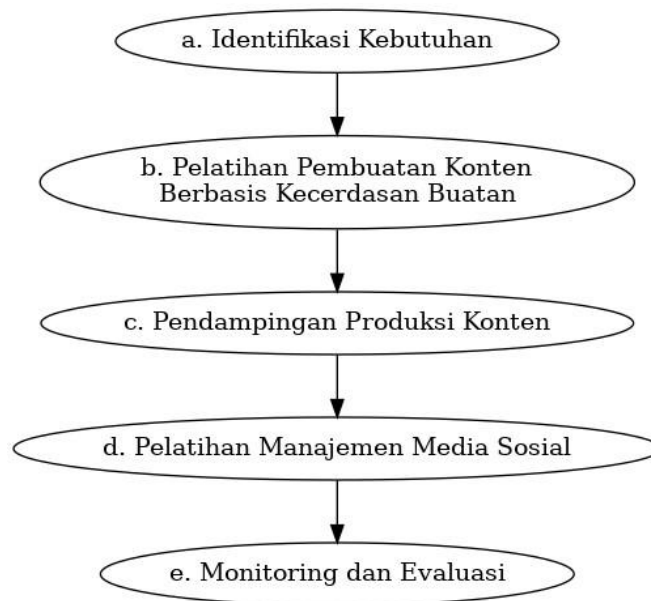 a. Identifikasi Kebutuhan
b. Pelatihan Pembuatan Konten
Berbasis Kecerdasan Buatan
c. Pendampingan Produksi Konten
d. Pelatihan Manajemen Media Sosial
e. Monitoring dan Evaluasi